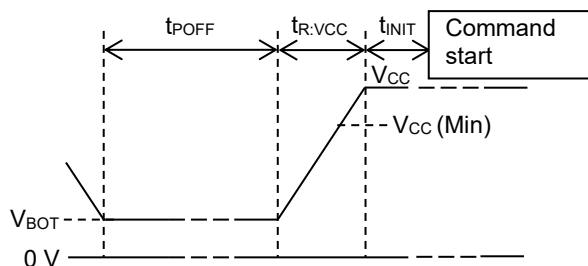 tPOFF
tR:VCC
tINIT
Command
start
VCC
VCC (Min)
VBOT
0 V